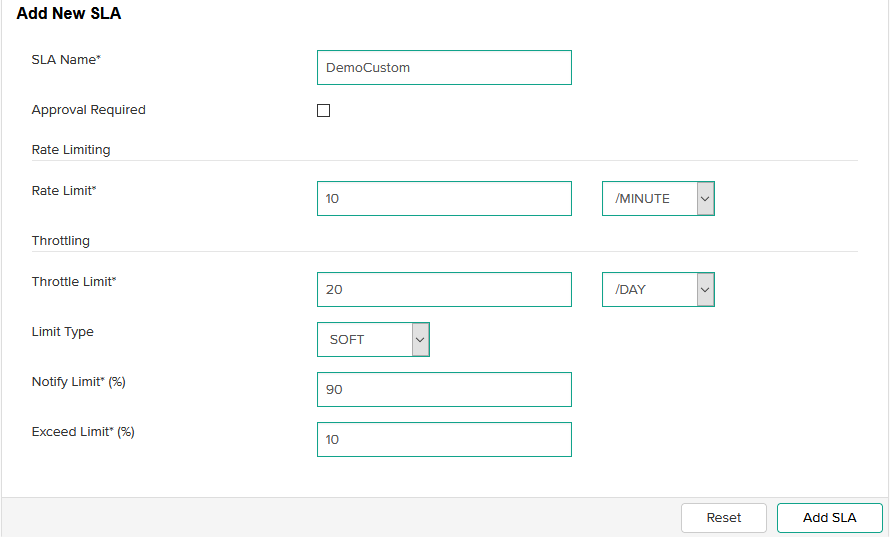 Add New SLA
SLA Name* DemoCustom
Approval Required
Rate Limiting
Rate Limit* 10 /MINUTE
Throttling
Throttle Limit* 20 /DAY
Limit Type SOFT
Notify Limit* (%) 90
Exceed Limit* (%) 10
Reset Add SLA